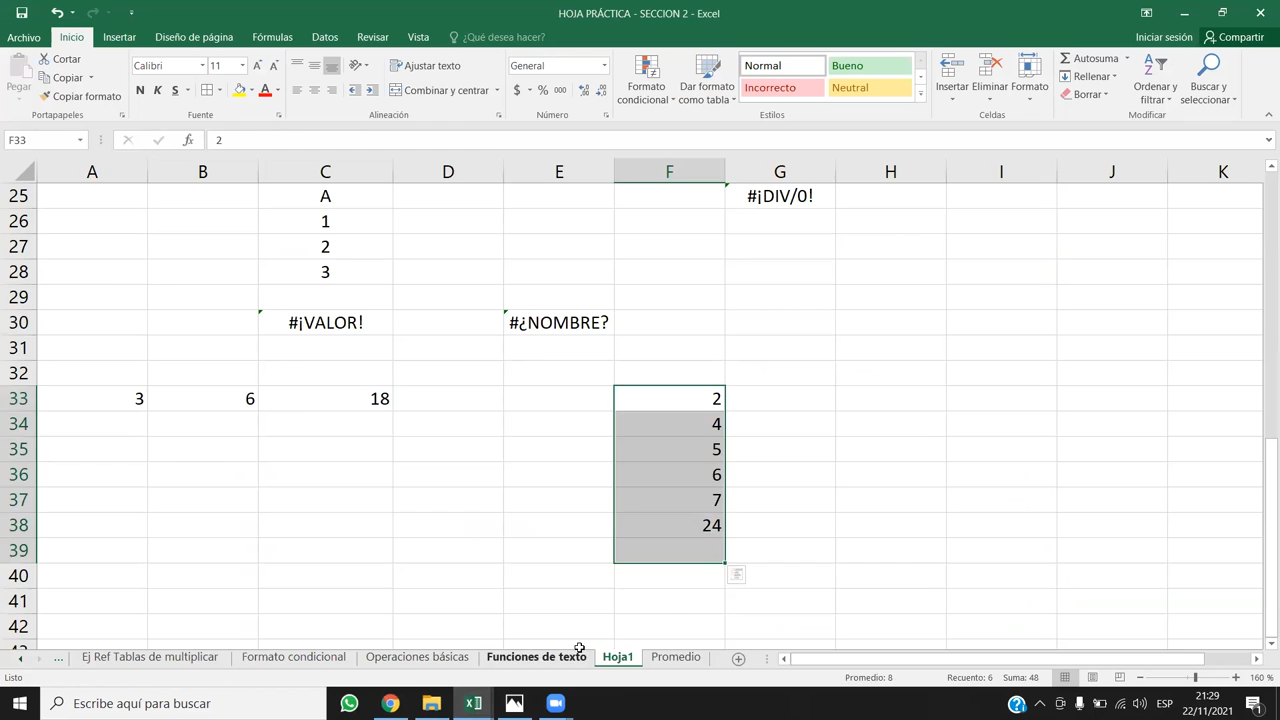 HOJA PRÁCTICA - SECCION 2 - Excel
Archivo Inicio Insertar Diseño de página Fórmulas Datos Revisar Vista ¿Qué desea hacer? Iniciar sesión Compartir
Pegar
Cortar
Copiar
Copiar formato
Portapapeles
Calibri 11
N K S
Fuente
Ajustar texto
Combinar y centrar
Alineación
General
$ % 000
Número
Formato condicional
Dar formato como tabla
Normal Bueno
Incorrecto Neutral
Estilos
Insertar Eliminar Formato
Celdas
Autosuma
Rellenar
Borrar
Ordenar y filtrar
Buscar y seleccionar
Modificar
F33 fx 2
A B C D E F G H I J K
25 A #¡DIV/0!
26 1
27 2
28 3
29
30 #¡VALOR! #¿NOMBRE?
31
32
33 3 6 18 2
34 4
35 5
36 6
37 7
38 24
39
40
41
42
... Ej Ref Tablas de multiplicar Formato condicional Operaciones básicas Funciones de texto Hoja1 Promedio
Listo Promedio: 8 Recuento: 6 Suma: 48 160 %
Escribe aquí para buscar
ESP
21:29
22/11/2021
1